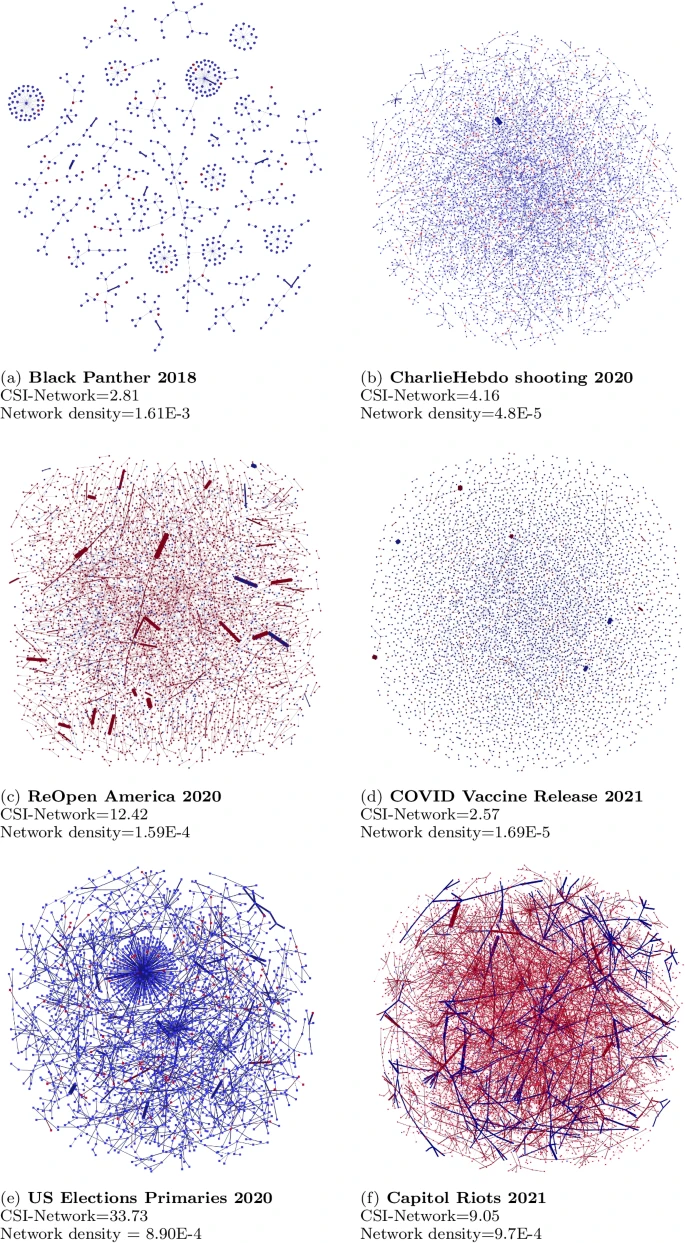 (a) Black Panther 2018
CSI-Network=2.81
Network density=1.61E-3
(b) CharlieHebdo shooting 2020
CSI-Network=4.16
Network density=4.8E-5
(c) ReOpen America 2020
CSI-Network=12.42
Network density=1.59E-4
(d) COVID Vaccine Release 2021
CSI-Network=2.57
Network density=1.69E-5
(e) US Elections Primaries 2020
CSI-Network=33.73
Network density = 8.90E-4
(f) Capitol Riots 2021
CSI-Network=9.05
Network density=9.7E-4